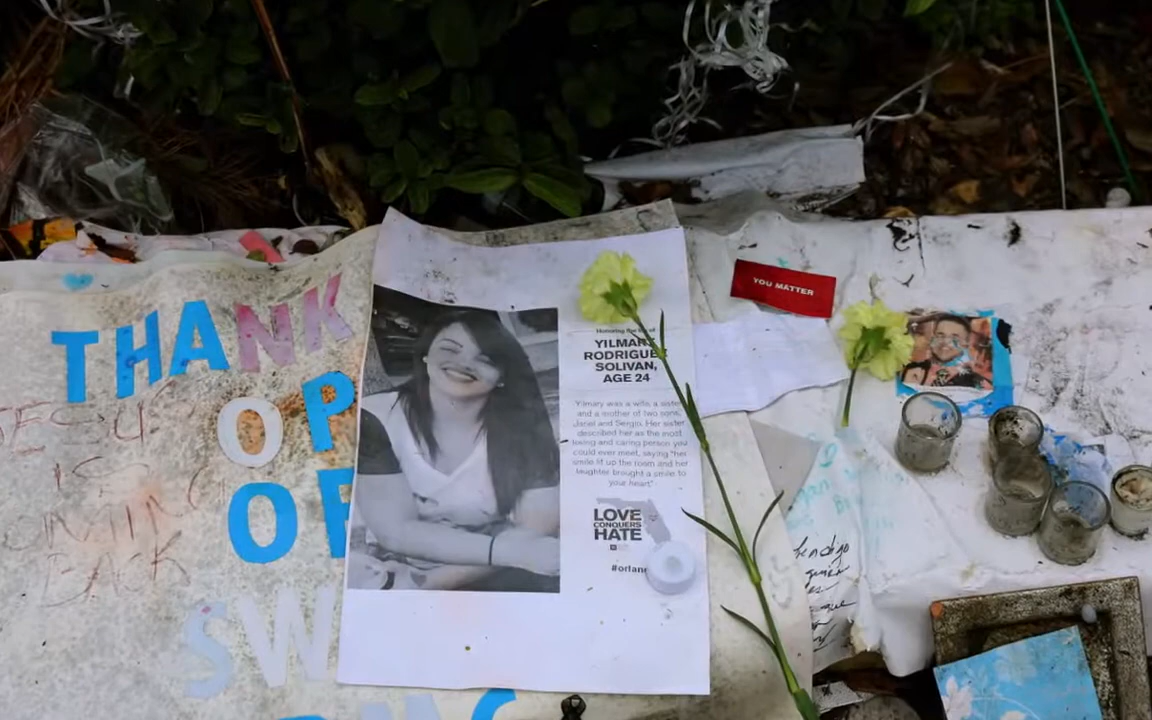 THANK
OP
OF
SW
JESUS
IS
COMING
BACK
Honoring the life of
YILMARY
RODRIGUEZ
SOLIVAN,
AGE 24
Yilmary was a wife, a sister
and a mother of two sons,
Jariel and Sergio. Her sister
described her as the most
loving and caring person you
could ever meet, saying "her
smile lit up the room and her
laughter brought a smile to
your heart."
LOVE
CONQUERS
HATE
#orlan
YOU MATTER